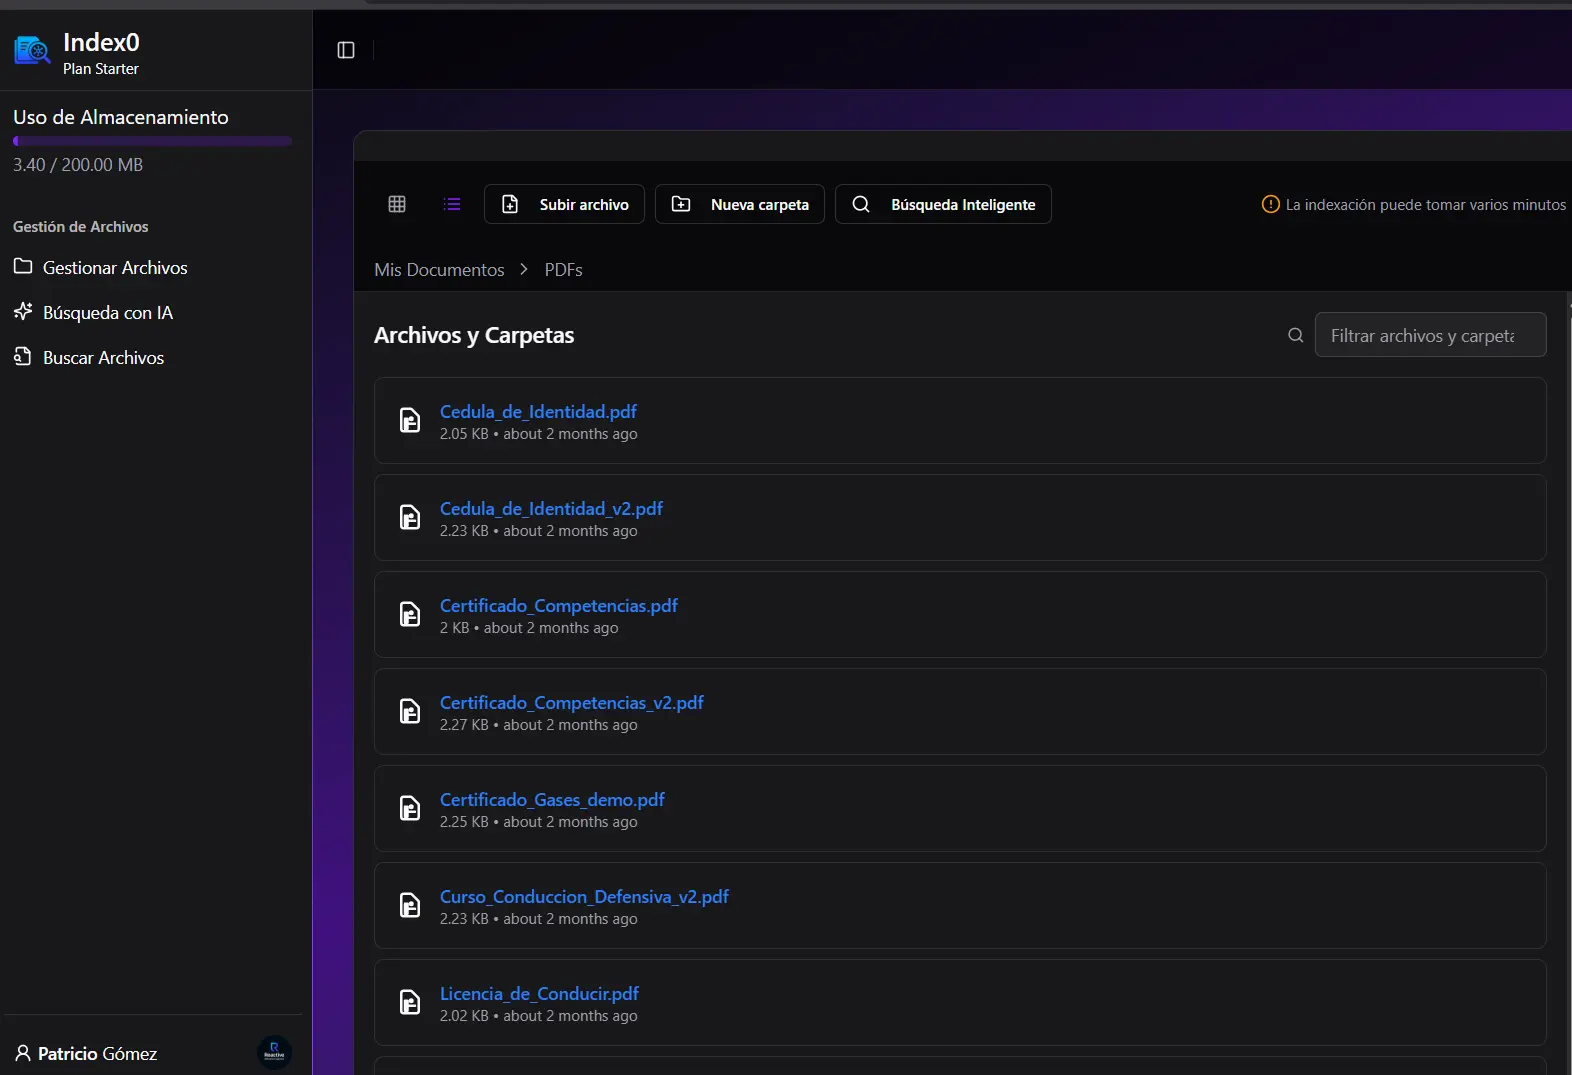 Index0
Plan Starter
Uso de Almacenamiento
3.40 / 200.00 MB
Gestión de Archivos
Gestionar Archivos
Búsqueda con IA
Buscar Archivos
Patricio Gómez
R
Reactive
Subir archivo
Nueva carpeta
Búsqueda Inteligente
La indexación puede tomar varios minutos
Mis Documentos > PDFs
Archivos y Carpetas
Filtrar archivos y carpeta
Cedula_de_Identidad.pdf
2.05 KB • about 2 months ago
Cedula_de_Identidad_v2.pdf
2.23 KB • about 2 months ago
Certificado_Competencias.pdf
2 KB • about 2 months ago
Certificado_Competencias_v2.pdf
2.27 KB • about 2 months ago
Certificado_Gases_demo.pdf
2.25 KB • about 2 months ago
Curso_Conduccion_Defensiva_v2.pdf
2.23 KB • about 2 months ago
Licencia_de_Conducir.pdf
2.02 KB • about 2 months ago